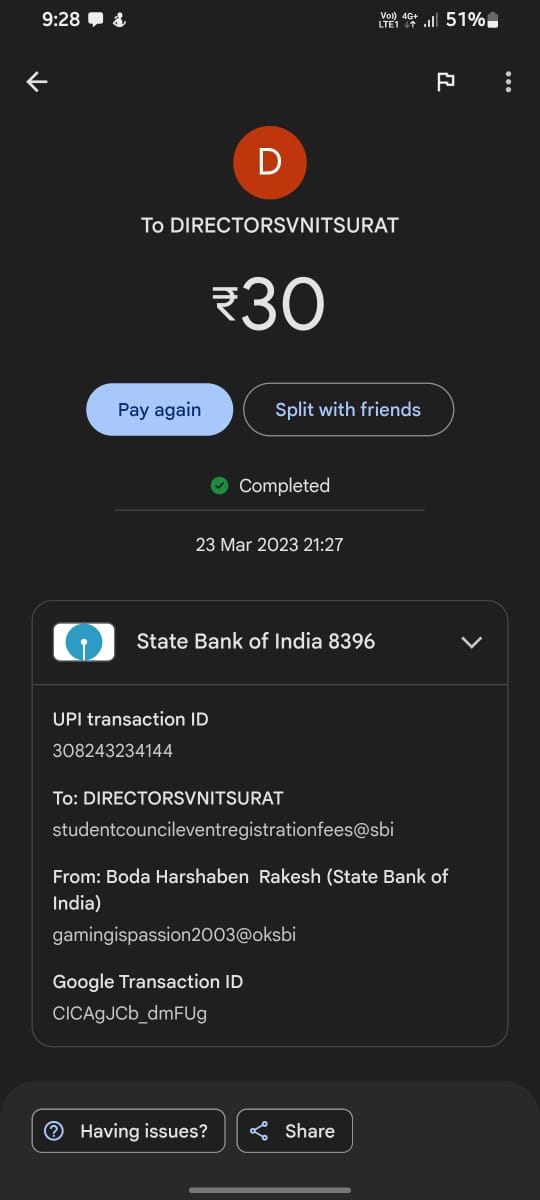 9:28 Vo)) LTE1 4G+ 51%
D
To DIRECTORSVNITSURAT
₹30
Pay again Split with friends
Completed
23 Mar 2023 21:27
State Bank of India 8396
UPI transaction ID
308243234144
To: DIRECTORSVNITSURAT
studentcouncileventregistrationfees@sbi
From: Boda Harshaben Rakesh (State Bank of
India)
gamingispassion2003@oksbi
Google Transaction ID
CICAgJCb_dmFUg
Having issues? Share